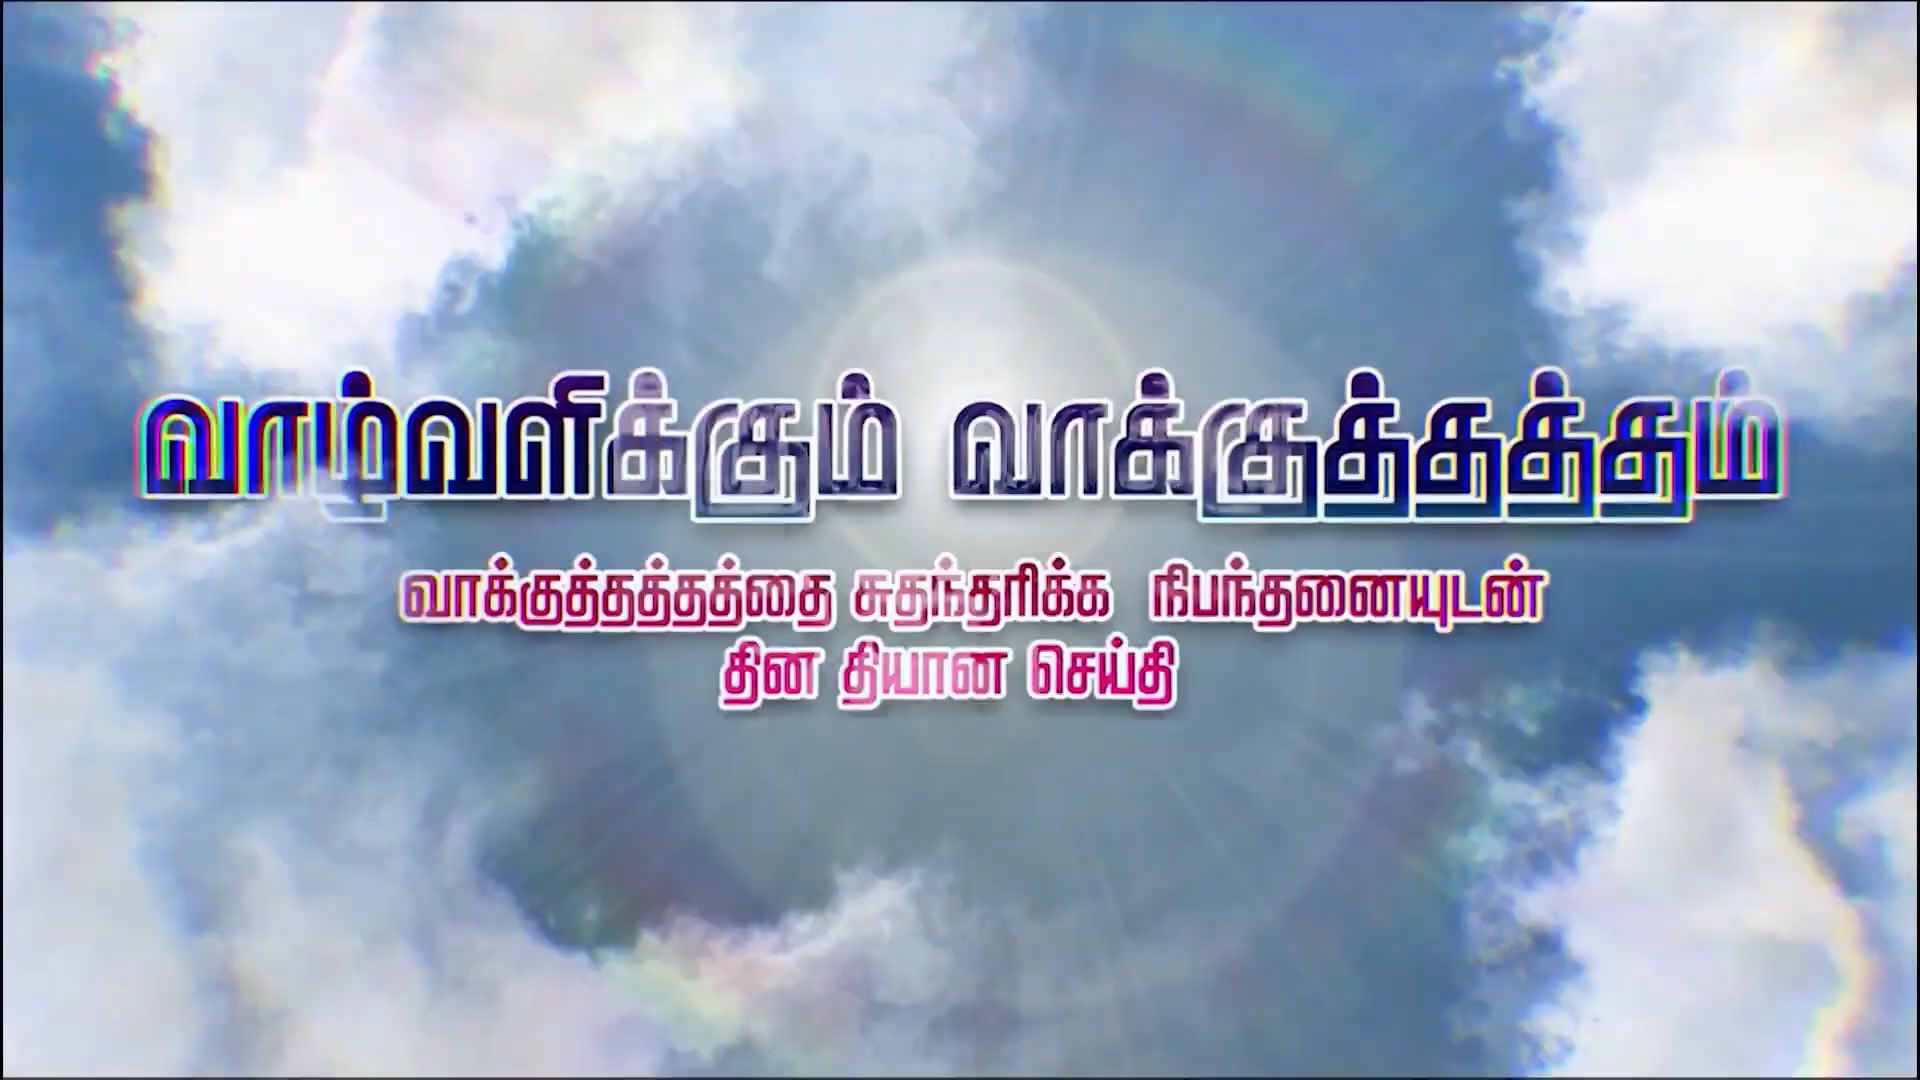 வாழ்வளிக்கும் வாக்குத்தத்தம்
வாக்குத்தத்தத்தை சுதந்தரிக்க நிபந்தனையுடன்
தின தியான செய்தி